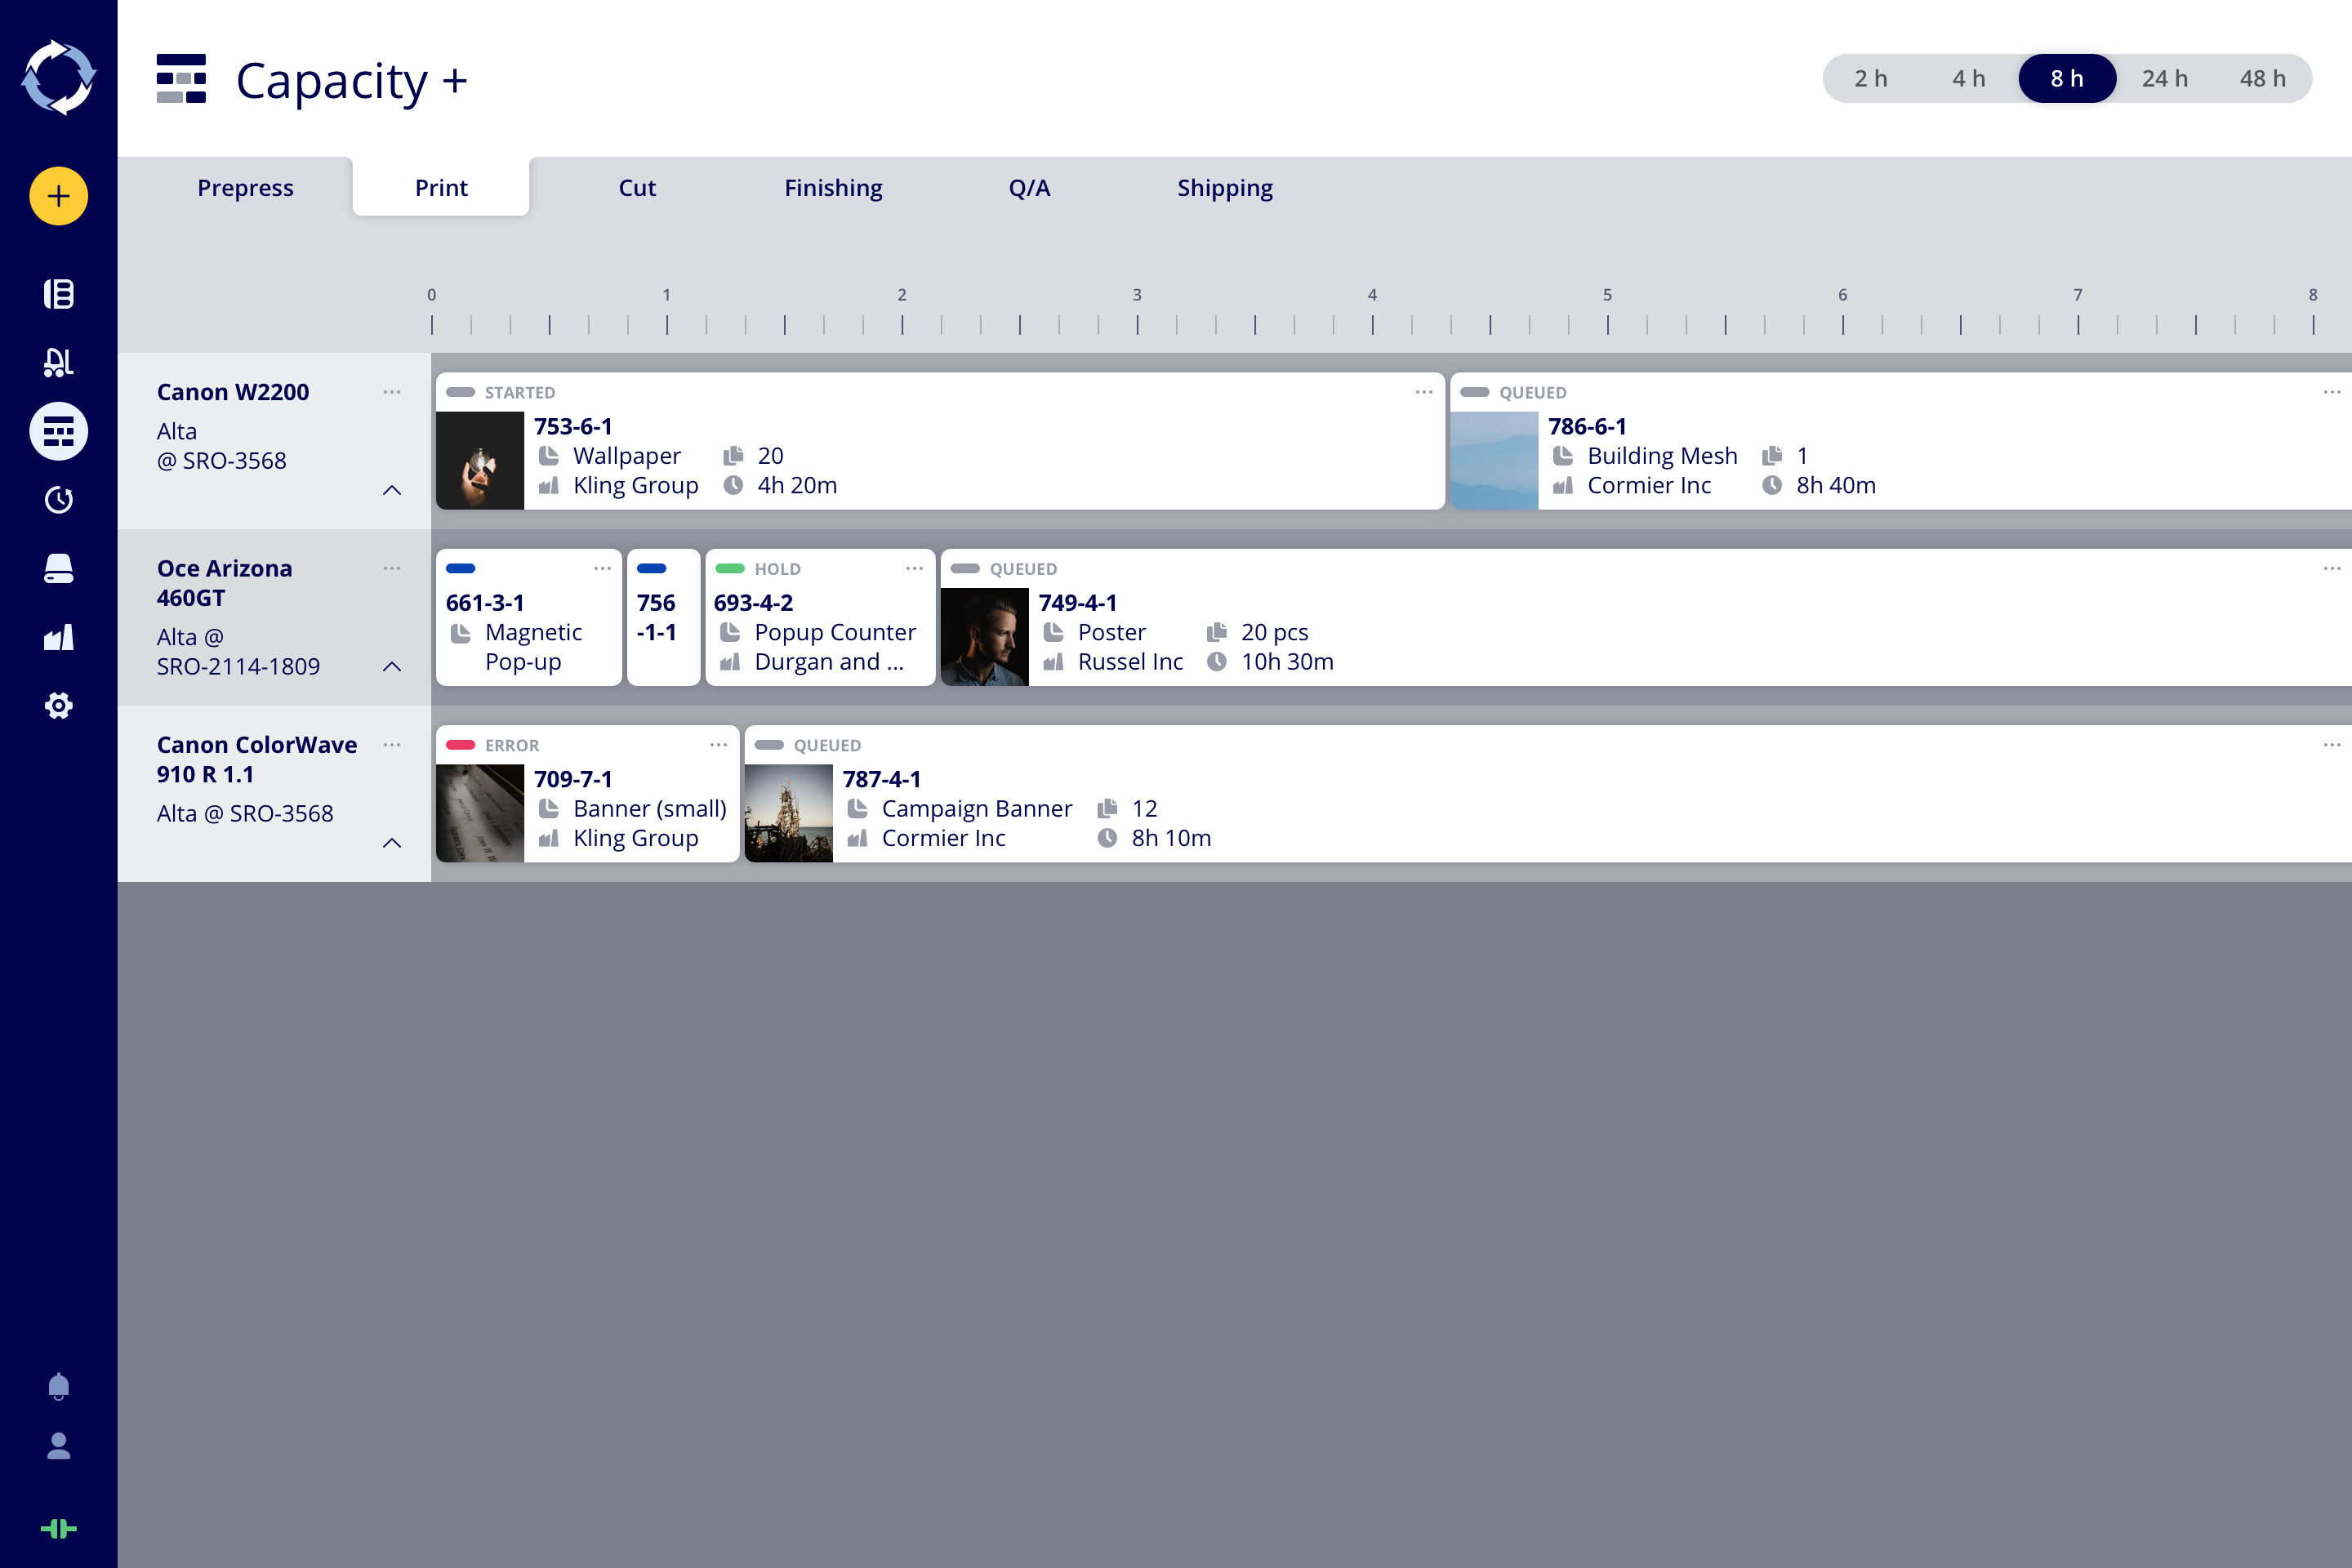 Capacity +
2 h 4 h 8 h 24 h 48 h
Prepress Print Cut Finishing Q/A Shipping
0 1 2 3 4 5 6 7 8
Canon W2200
Alta
@ SRO-3568
STARTED
753-6-1
Wallpaper 20
Kling Group 4h 20m
QUEUED
786-6-1
Building Mesh 1
Cormier Inc 8h 40m
Oce Arizona
460GT
Alta @
SRO-2114-1809
661-3-1
Magnetic
Pop-up
756
-1-1
HOLD
693-4-2
Popup Counter
Durgan and ...
QUEUED
749-4-1
Poster 20 pcs
Russel Inc 10h 30m
Canon ColorWave
910 R 1.1
Alta @ SRO-3568
ERROR
709-7-1
Banner (small)
Kling Group
QUEUED
787-4-1
Campaign Banner 12
Cormier Inc 8h 10m